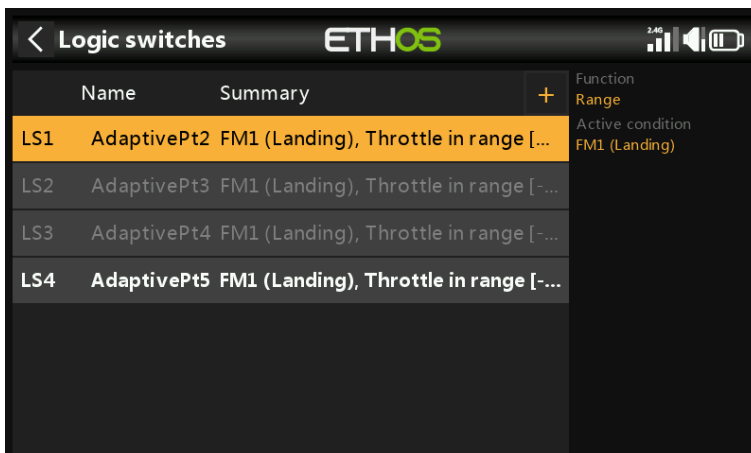 Logic switches
ETHOS
2.4G
Name Summary +
Function
Range
Active condition
FM1 (Landing)
LS1 AdaptivePt2 FM1 (Landing), Throttle in range [...
LS2 AdaptivePt3 FM1 (Landing), Throttle in range [-...
LS3 AdaptivePt4 FM1 (Landing), Throttle in range [-...
LS4 AdaptivePt5 FM1 (Landing), Throttle in range [-...